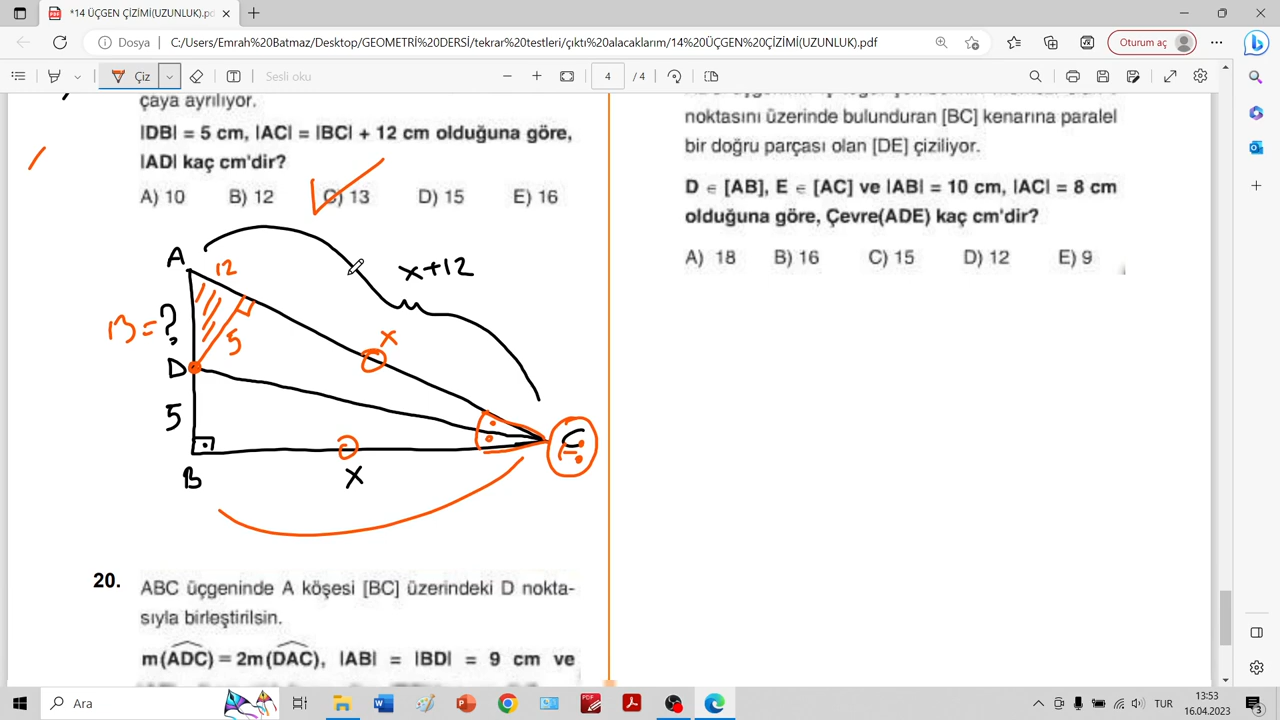 *14 ÜÇGEN ÇİZİMİ(UZUNLUK).pd
Dosya
C:/Users/Emrah%20Batmaz/Desktop/GEOMETRİ%20DERSİ/tekrar%20testleri/çıktı%20alacaklarım/14%20ÜÇGEN%20ÇİZİMİ(UZUNLUK).pdf
Oturum aç
Çiz
Sesli oku
4
/ 4
çaya ayrılıyor.
|DB| = 5 cm, |AC| = |BC| + 12 cm olduğuna göre,
|AD| kaç cm'dir?
A) 10 B) 12 C) 13 D) 15 E) 16
A
12
x+12
13 = ?
5
x
D
5
C
B
X
20. ABC üçgeninde A köşesi [BC] üzerindeki D nokta-
sıyla birleştirilsin.
m(ADC) = 2m(DAC), |AB| = |BD| = 9 cm ve
noktasını üzerinde bulunduran [BC] kenarına paralel
bir doğru parçası olan [DE] çiziliyor.
D ∈ [AB], E ∈ [AC] ve |AB| = 10 cm, |AC| = 8 cm
olduğuna göre, Çevre(ADE) kaç cm'dir?
A) 18 B) 16 C) 15 D) 12 E) 9
Ara
TUR
13:53
16.04.2023
3